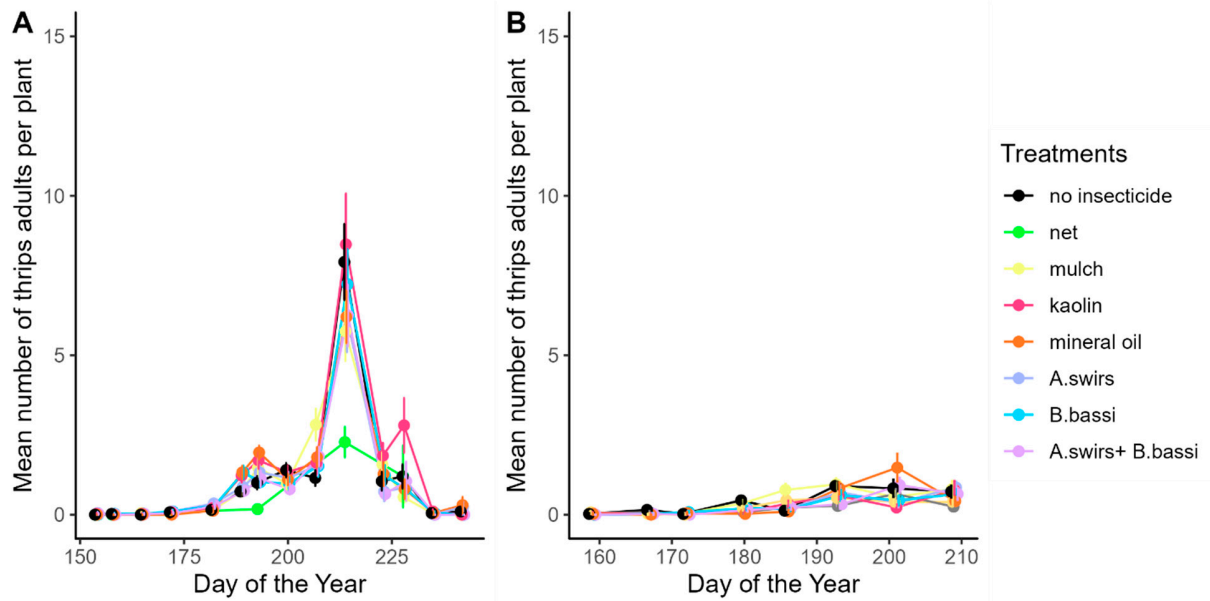 A
Mean number of thrips adults per plant
15
10
5
0
150
175
200
225
Day of the Year
B
Mean number of thrips adults per plant
15
10
5
0
160
170
180
190
200
210
Day of the Year
Treatments
no insecticide
net
mulch
kaolin
mineral oil
A.swirs
B.bassi
A.swirs+ B.bassi